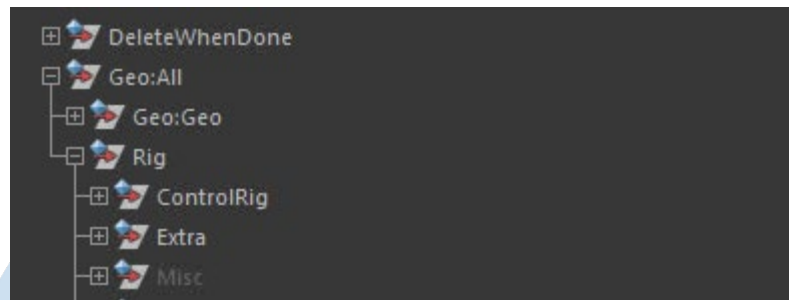 DeleteWhenDone
Geo:All
Geo:Geo
Rig
ControlRig
Extra
Misc